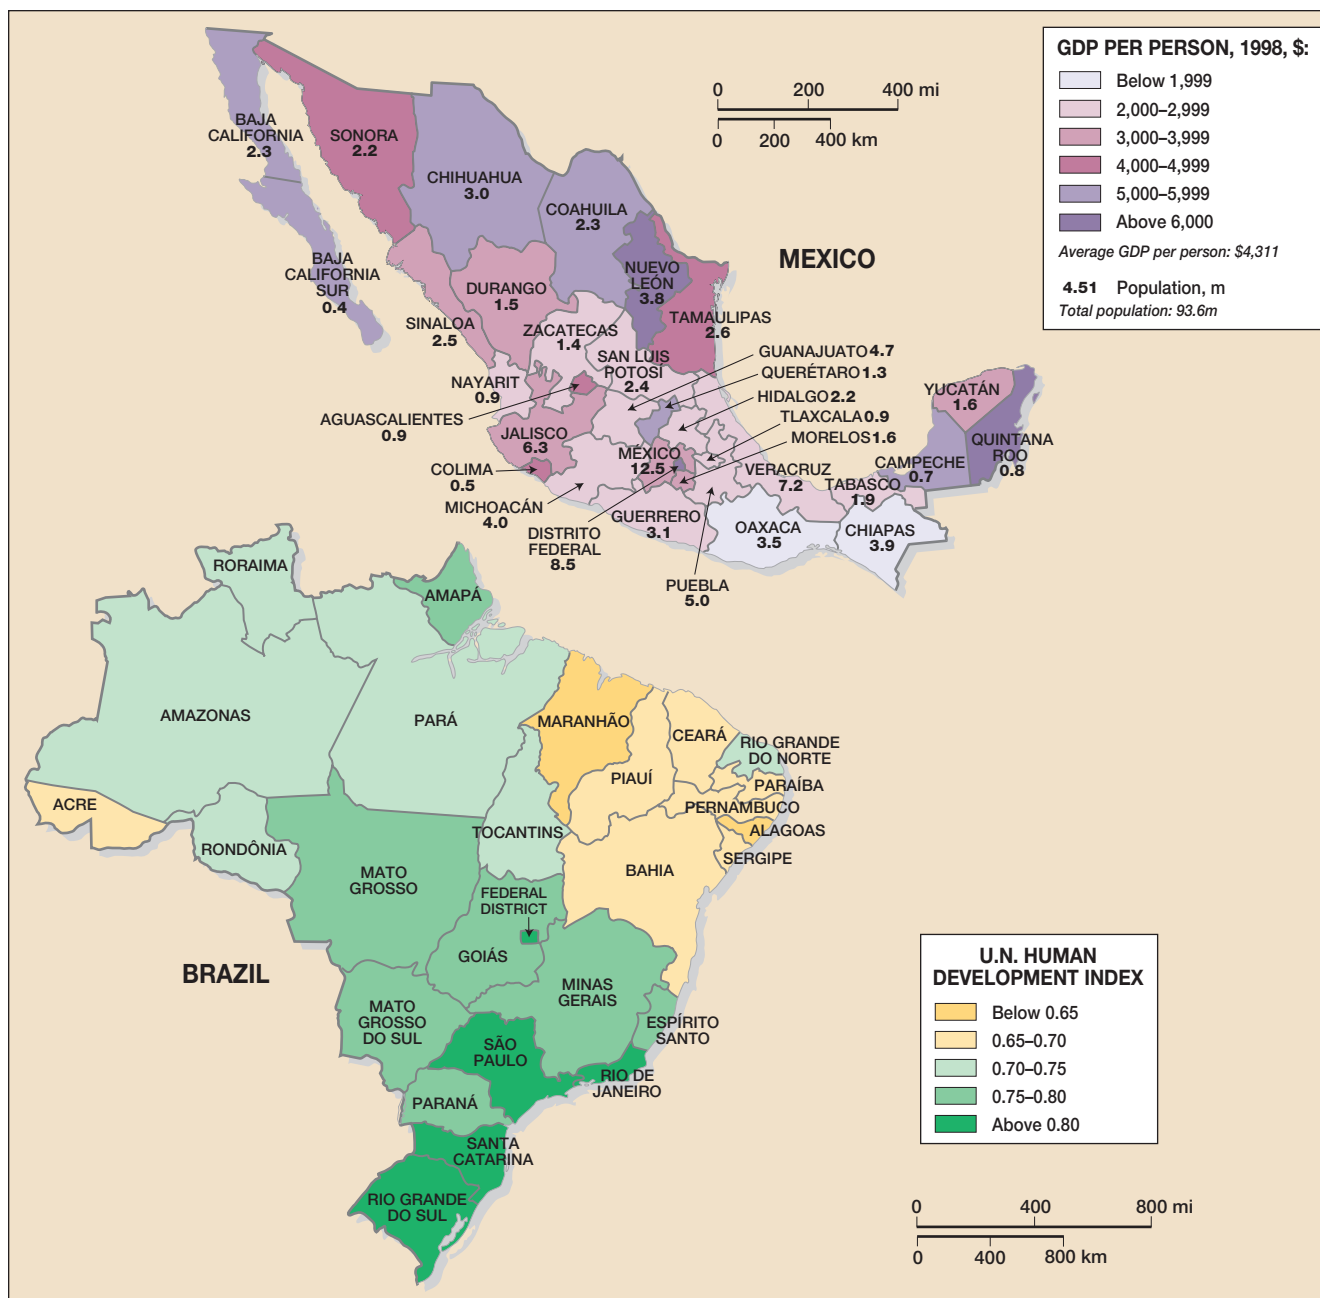 GDP PER PERSON, 1998, $:
Below 1,999
2,000–2,999
3,000–3,999
4,000–4,999
5,000–5,999
Above 6,000
Average GDP per person: $4,311
4.51 Population, m
Total population: 93.6m
0 200 400 mi
0 200 400 km
MEXICO
BAJA
CALIFORNIA
2.3
SONORA
2.2
CHIHUAHUA
3.0
COAHUILA
2.3
BAJA
CALIFORNIA
SUR
0.4
NUEVO
LEÓN
3.8
DURANGO
1.5
TAMAULIPAS
2.6
SINALOA
2.5
ZACATECAS
1.4
SAN LUIS
POTOSÍ
2.4
GUANAJUATO 4.7
QUERÉTARO 1.3
HIDALGO 2.2
TLAXCALA 0.9
MORELOS 1.6
NAYARIT
0.9
AGUASCALIENTES
0.9
JALISCO
6.3
COLIMA
0.5
MICHOACÁN
4.0
MÉXICO
12.5
DISTRITO
FEDERAL
8.5
GUERRERO
3.1
PUEBLA
5.0
VERACRUZ
7.2
OAXACA
3.5
TABASCO
1.9
CHIAPAS
3.9
CAMPECHE
0.7
YUCATÁN
1.6
QUINTANA
ROO
0.8
RORAIMA
AMAPÁ
AMAZONAS
PARÁ
MARANHÃO
CEARÁ
RIO GRANDE
DO NORTE
PIAUÍ
PARAÍBA
PERNAMBUCO
ACRE
ALAGOAS
TOCANTINS
RONDÔNIA
SERGIPE
MATO
GROSSO
BAHIA
FEDERAL
DISTRICT
GOIÁS
BRAZIL
MINAS
GERAIS
MATO
GROSSO
DO SUL
ESPÍRITO
SANTO
SÃO
PAULO
RIO DE
JANEIRO
PARANÁ
SANTA
CATARINA
RIO GRANDE
DO SUL
U.N. HUMAN
DEVELOPMENT INDEX
Below 0.65
0.65–0.70
0.70–0.75
0.75–0.80
Above 0.80
0 400 800 mi
0 400 800 km